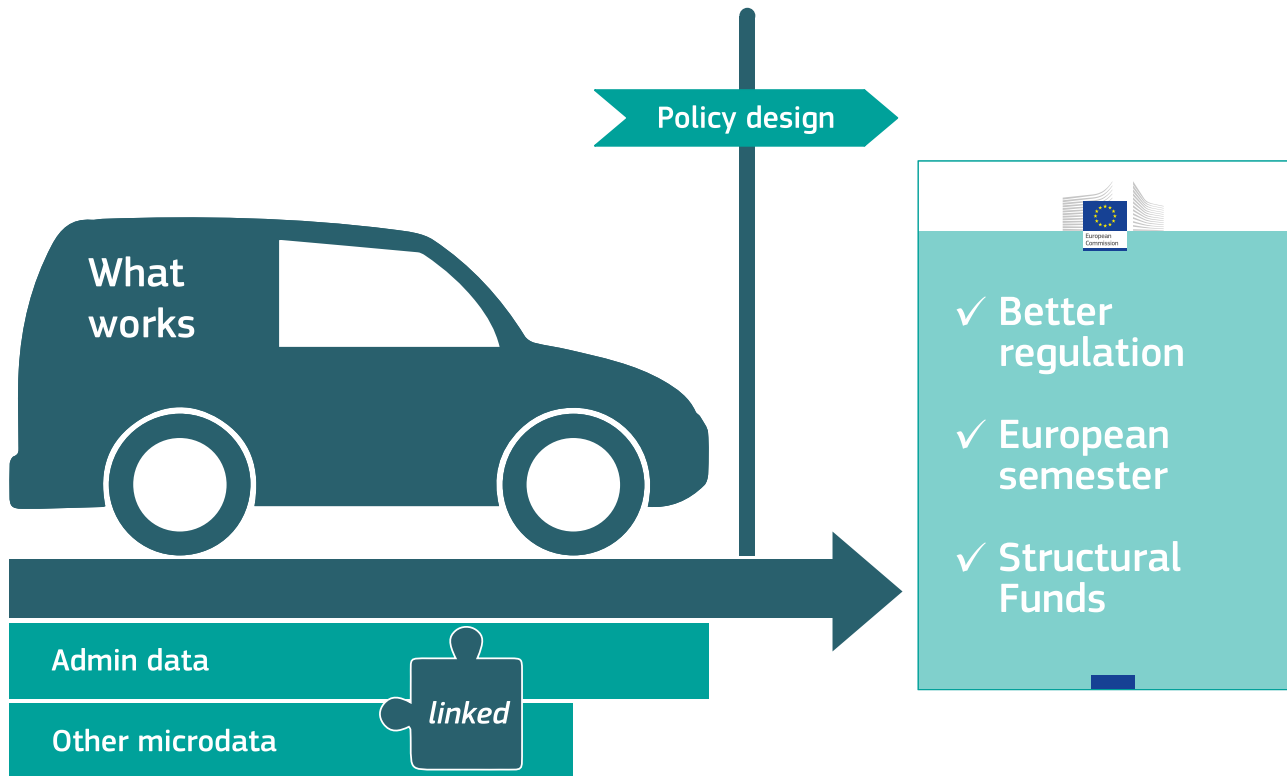 Policy design
What
works
European
Commission
✓ Better
regulation
✓ European
semester
✓ Structural
Funds
Admin data
linked
Other microdata